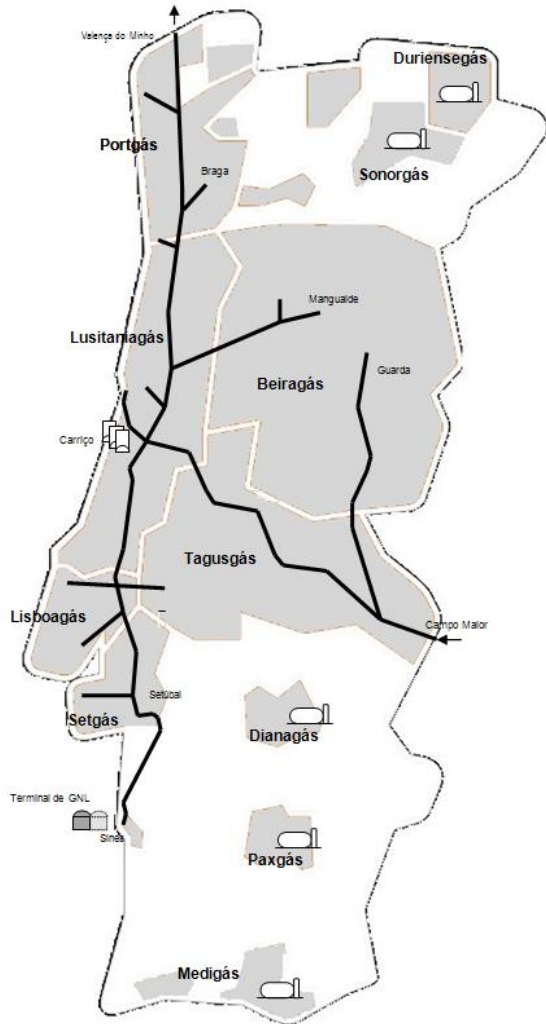 Valença do Minho
Duriensegás
Portgás
Sonorgás
Braga
Mangualde
Lusitaniagás
Guarda
Beiragás
Carriço
Tagusgás
Lisboagás
Campo Maior
Setúbal
Setgás
Dianagás
Terminal de GNL
Sines
Paxgás
Medigás